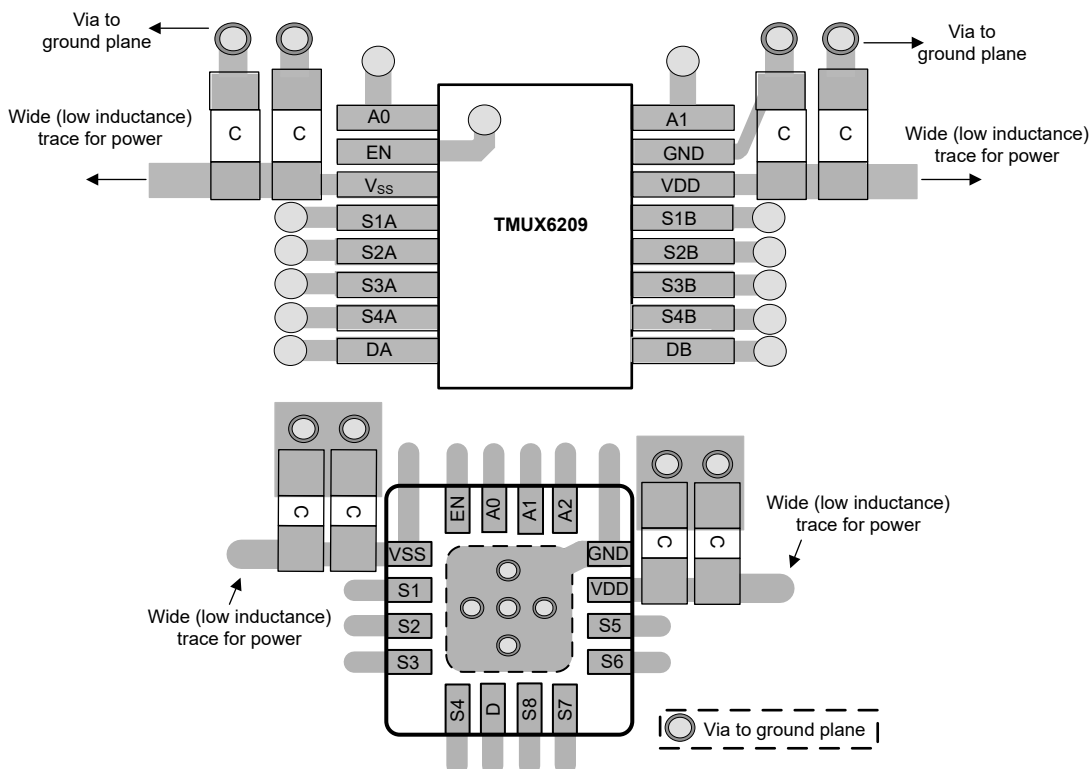 Via to
ground plane
Via to
ground plane
Wide (low inductance)
trace for power
C
C
C
C
Wide (low inductance)
trace for power
A0
EN
VSS
S1A
S2A
S3A
S4A
DA
TMUX6209
A1
GND
VDD
S1B
S2B
S3B
S4B
DB
C
C
C
C
Wide (low inductance)
trace for power
Wide (low inductance)
trace for power
EN
A0
A1
A2
VSS
S1
S2
S3
GND
VDD
S5
S6
S4
D
S8
S7
Via to ground plane